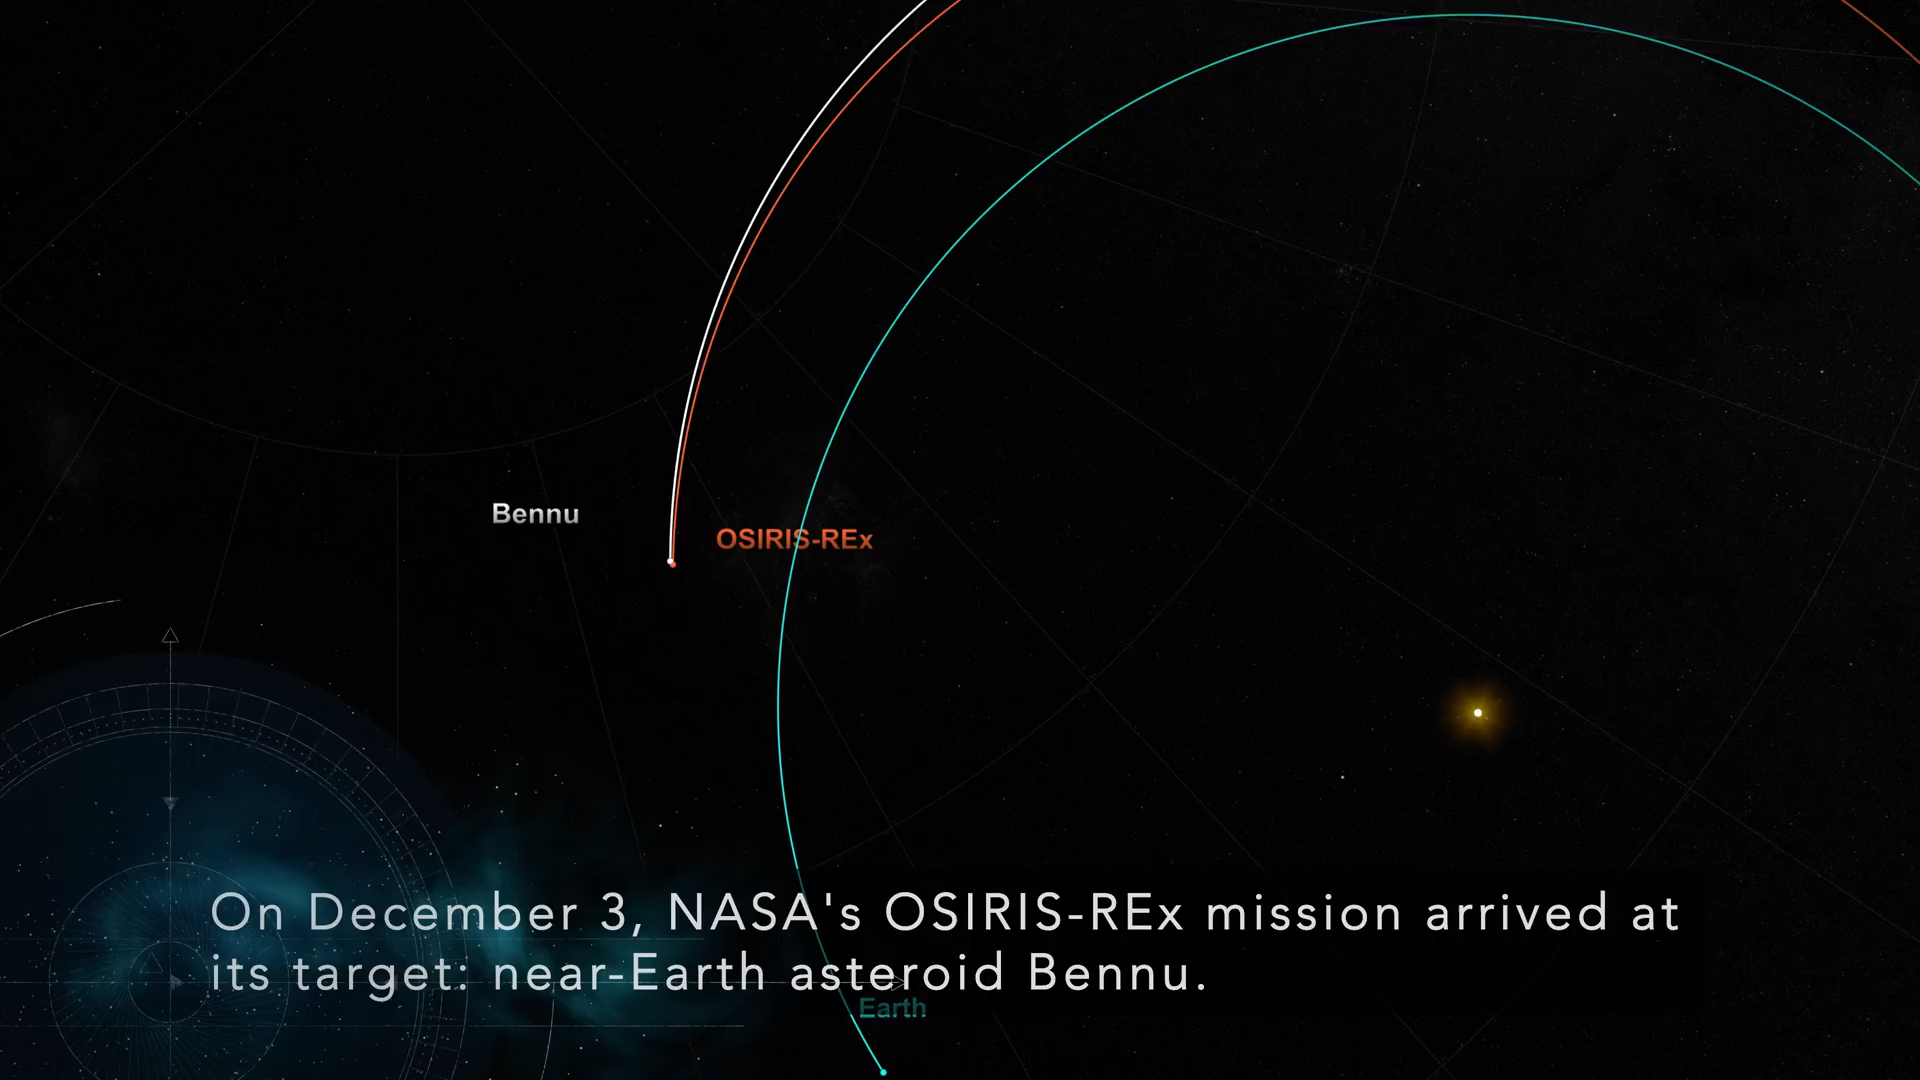 Bennu
OSIRIS-REx
On December 3, NASA's OSIRIS-REx mission arrived at
its target: near-Earth asteroid Bennu.
Earth